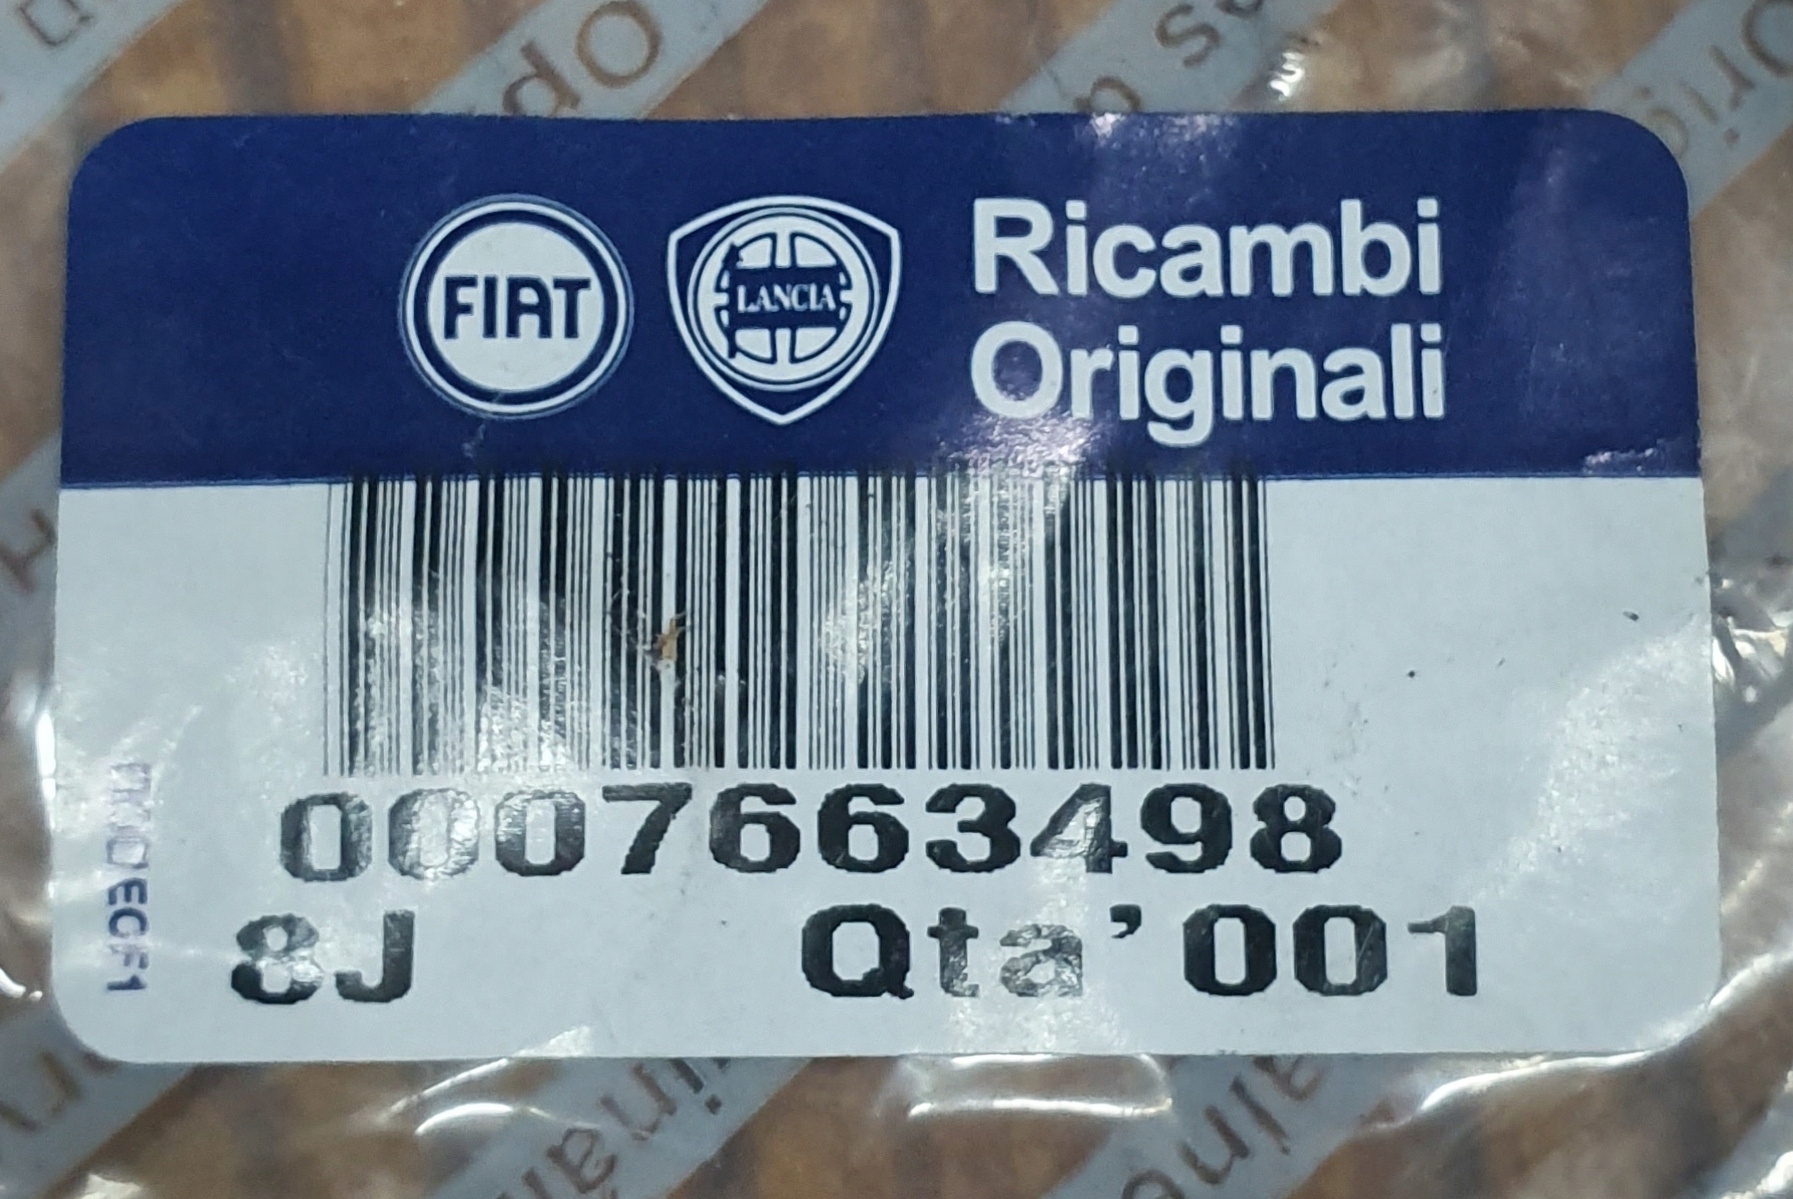 FIAT
LANCIA
Ricambi
Originali
0007663498
8J Qta'001